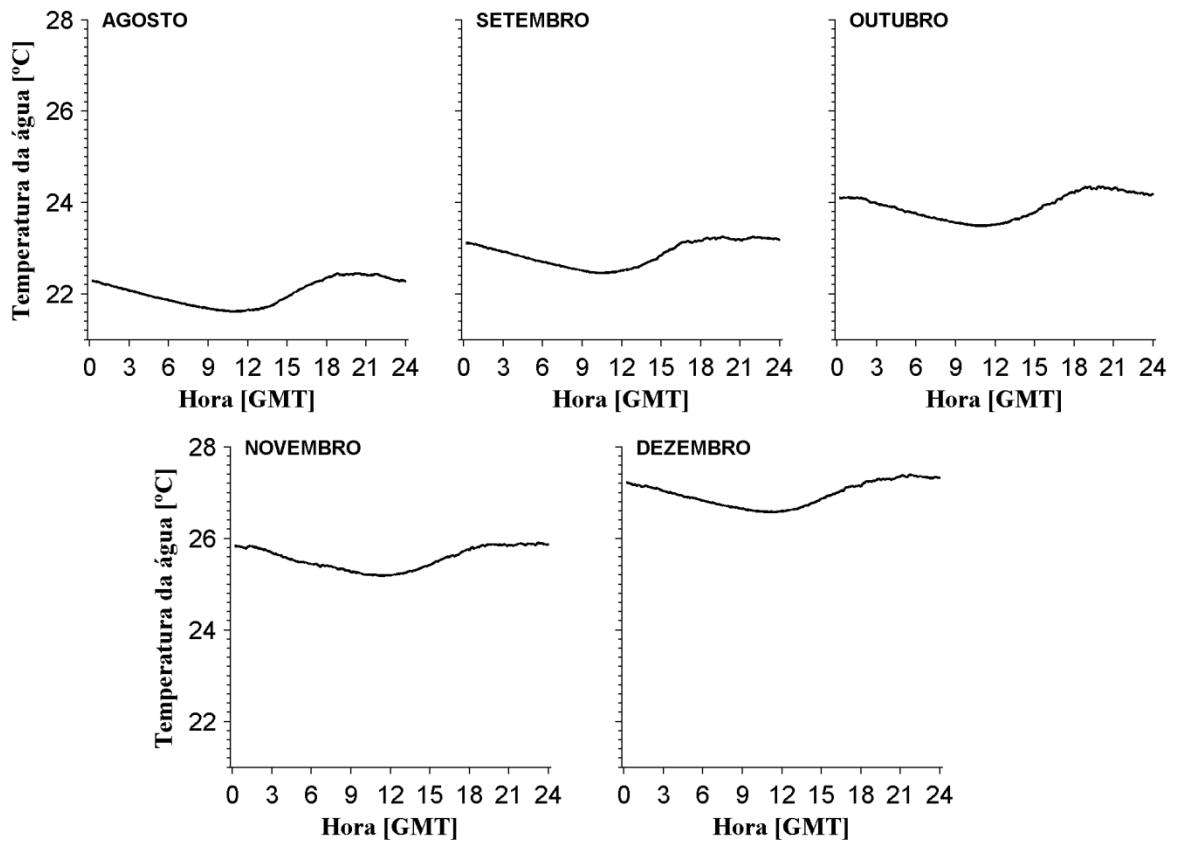 AGOSTO
SETEMBRO
OUTUBRO
Temperatura da água [ºC]
28
26
24
22
0 3 6 9 12 15 18 21 24
0 3 6 9 12 15 18 21 24
0 3 6 9 12 15 18 21 24
Hora [GMT]
Hora [GMT]
Hora [GMT]
NOVEMBRO
DEZEMBRO
Temperatura da água [ºC]
28
26
24
22
0 3 6 9 12 15 18 21 24
0 3 6 9 12 15 18 21 24
Hora [GMT]
Hora [GMT]